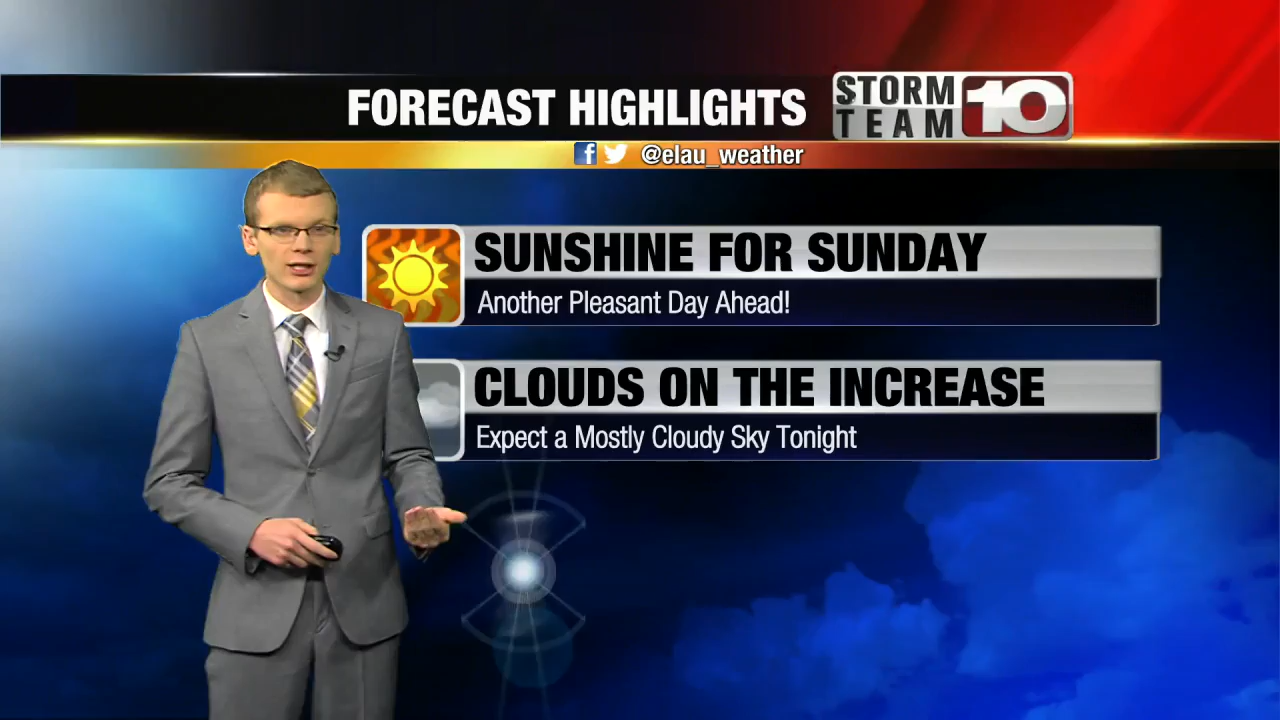 FORECAST HIGHLIGHTS
STORM TEAM 10
@elau_weather
SUNSHINE FOR SUNDAY
Another Pleasant Day Ahead!
CLOUDS ON THE INCREASE
Expect a Mostly Cloudy Sky Tonight